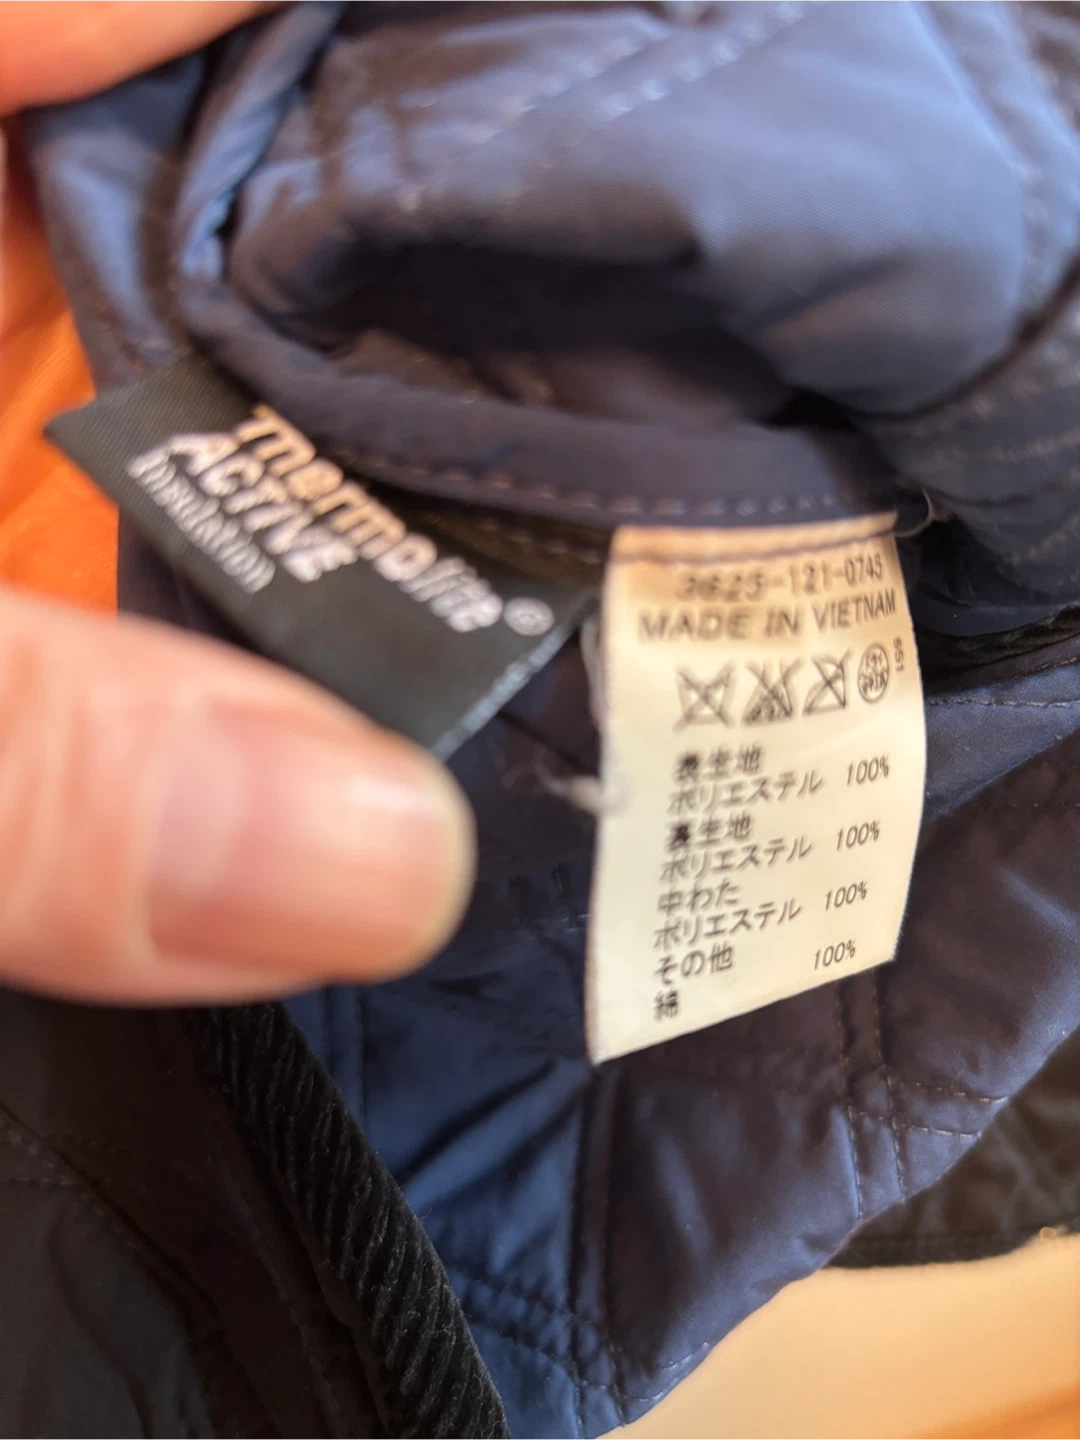 Thermolite®
ACTIVE
Insulation
3625-121-0745
MADE IN VIETNAM
551
表生地
ポリエステル 100%
裏生地
ポリエステル 100%
中わた
ポリエステル 100%
その他
綿 100%